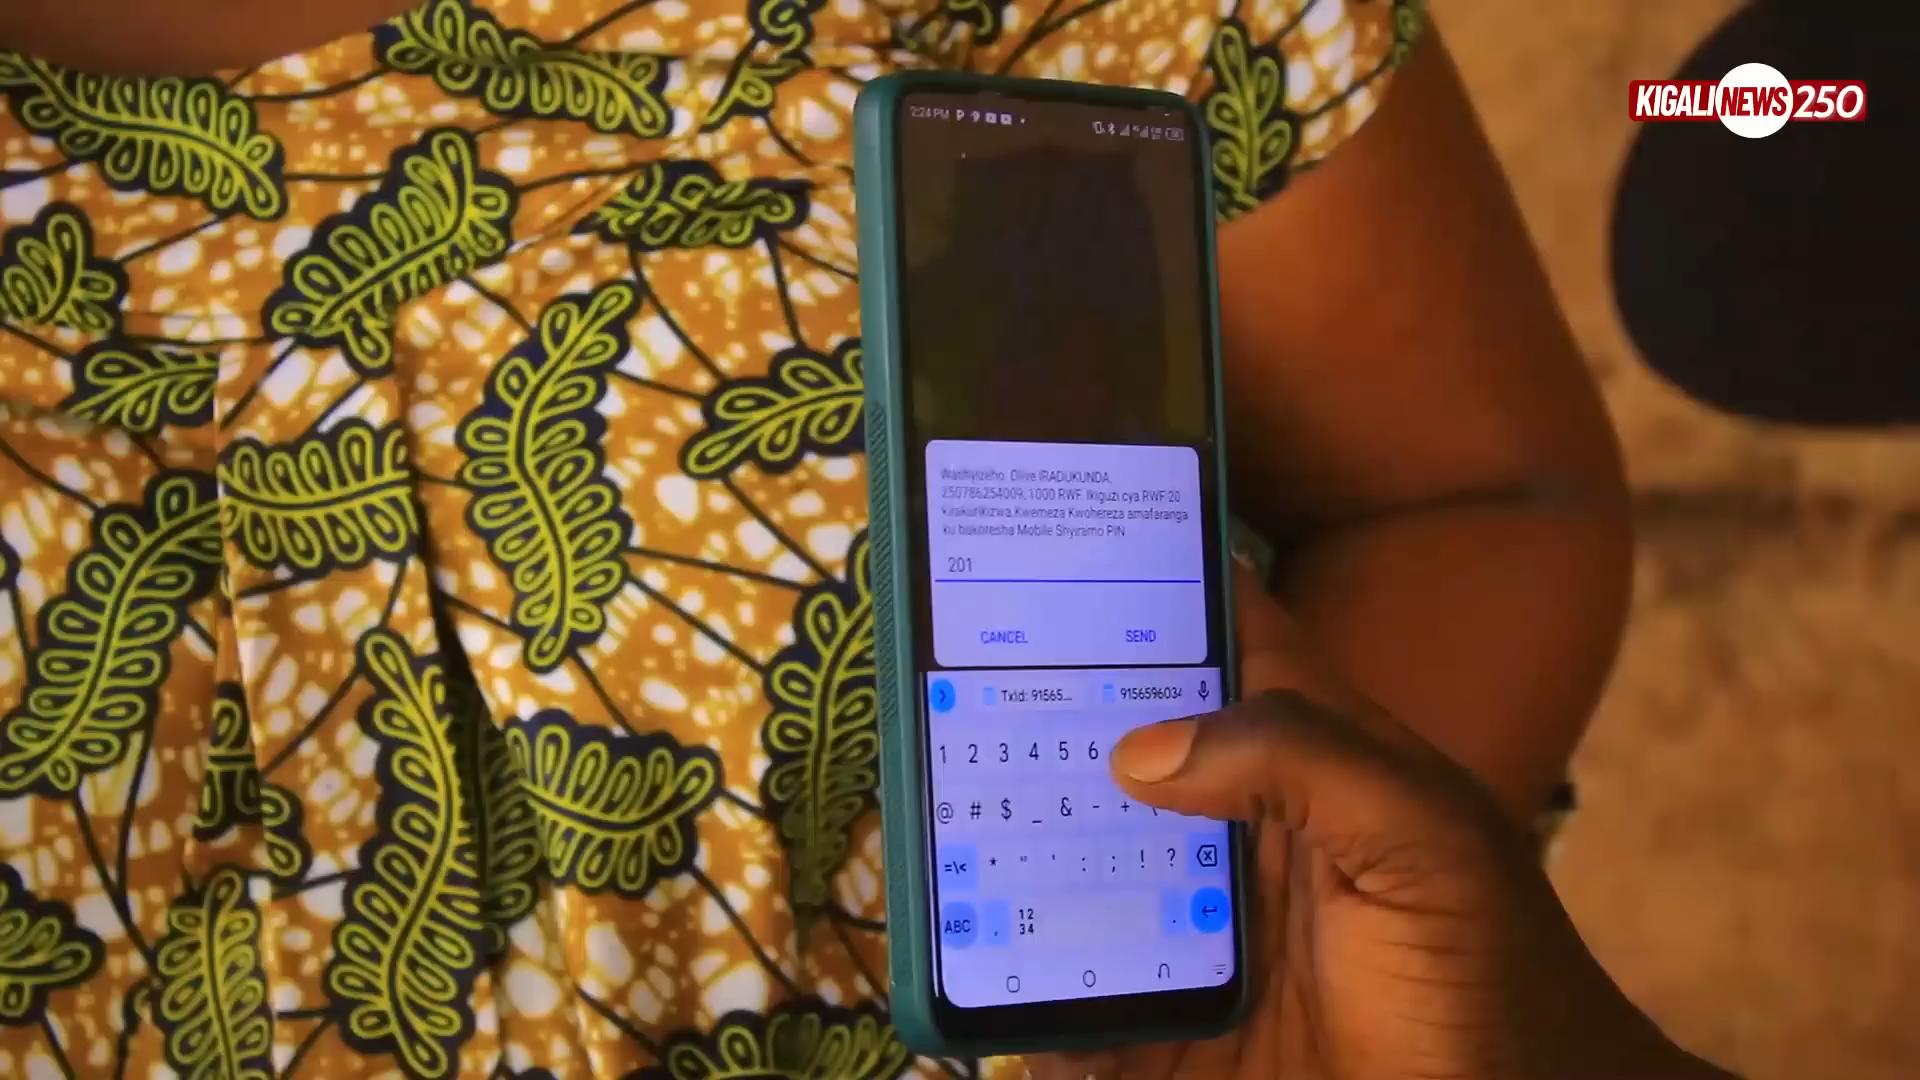 KIGALI NEWS 250
2:24 PM
Washyizeho: Olive IRADUKUNDA,
250786254009, 1000 RWF. Ikiguzi cya RWF 20
kirakurikizwa.Kwemeza Kwohereza amafaranga
ku bakoresha Mobile Shyiramo PIN
201
CANCEL SEND
TxId: 91565... 9156596034
1 2 3 4 5 6
@ # $ _ & - + (
=\< * " ' : ; ! ?
ABC , 12 34 .